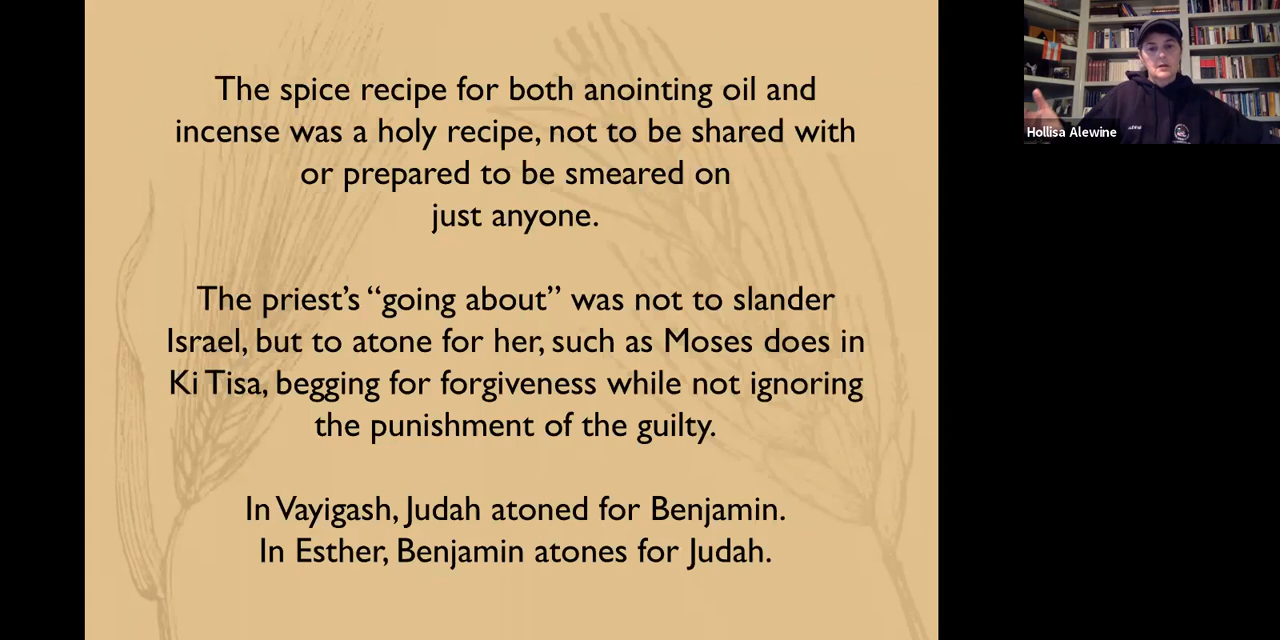 The spice recipe for both anointing oil and
incense was a holy recipe, not to be shared with
or prepared to be smeared on
just anyone.
The priest’s “going about” was not to slander
Israel, but to atone for her, such as Moses does in
Ki Tisa, begging for forgiveness while not ignoring
the punishment of the guilty.
In Vayigash, Judah atoned for Benjamin.
In Esther, Benjamin atones for Judah.
Hollisa Alewine